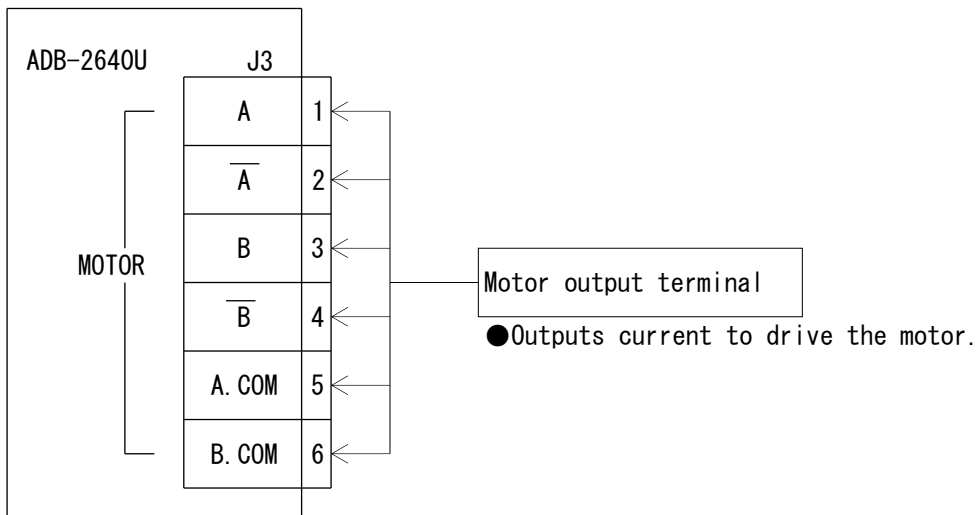 ADB-2640U
J3
A 1
A̅ 2
B 3
MOTOR
B̅ 4
A.COM 5
B.COM 6
Motor output terminal
●Outputs current to drive the motor.